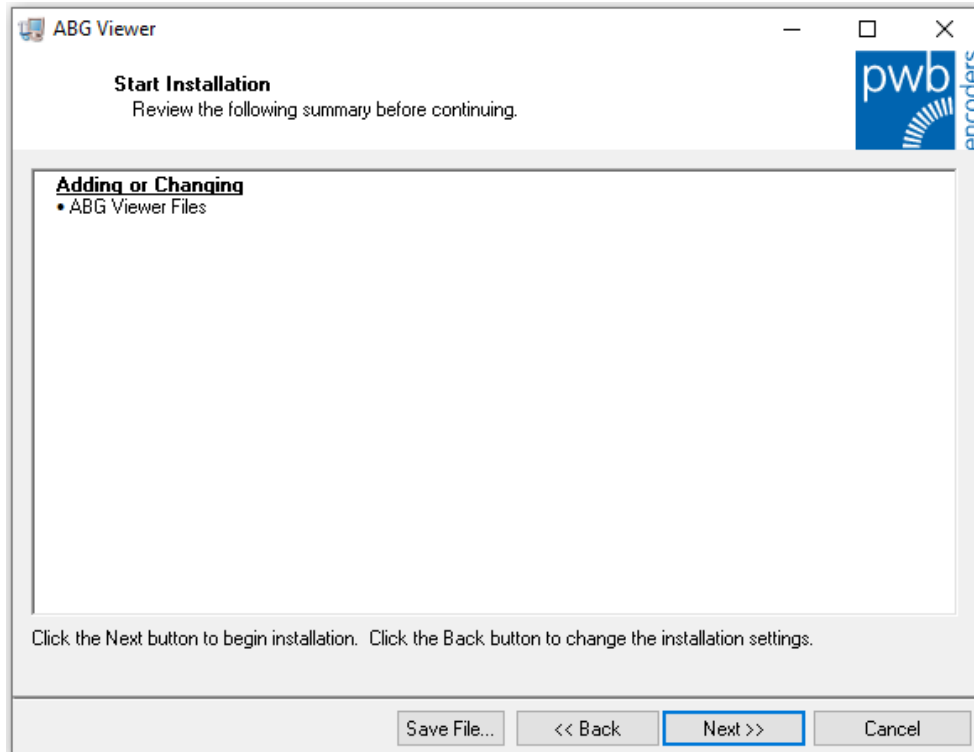 ABG Viewer
Start Installation
Review the following summary before continuing.
pwb
encoders
Adding or Changing
• ABG Viewer Files
Click the Next button to begin installation.  Click the Back button to change the installation settings.
Save File...
<< Back
Next >>
Cancel